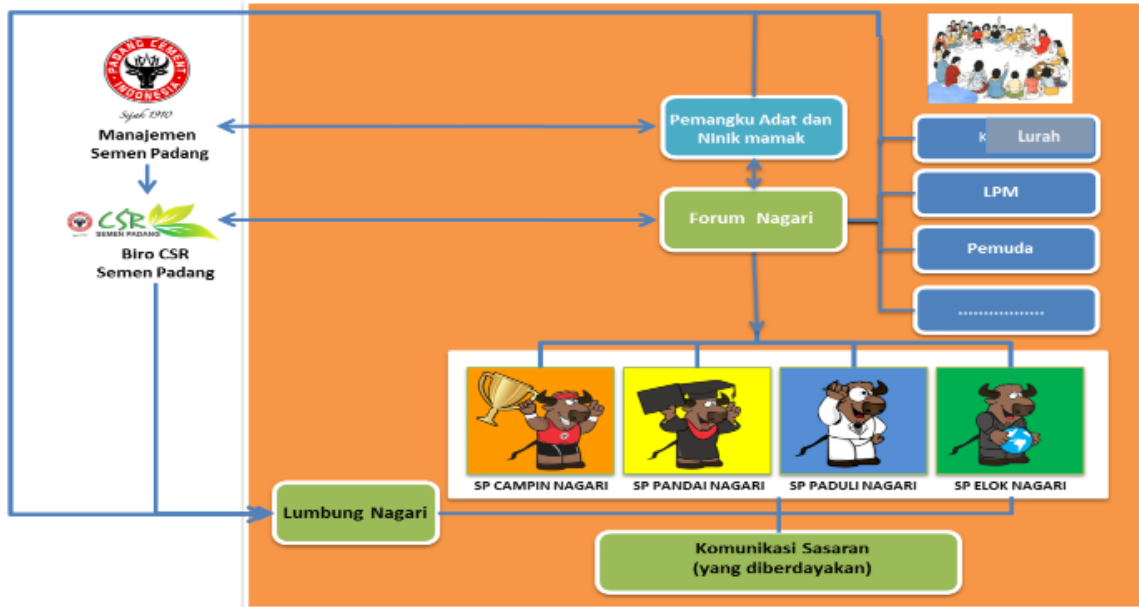 PADANG CEMENT
INDONESIA
Sejak 1910
Manajemen
Semen Padang
CSR
SEMEN PADANG
Biro CSR
Semen Padang
Pemangku Adat dan
Ninik mamak
Forum Nagari
K Lurah
LPM
Pemuda
.................
SP CAMPIN NAGARI
SP PANDAI NAGARI
SP PADULI NAGARI
SP ELOK NAGARI
Lumbung Nagari
Komunikasi Sasaran
(yang diberdayakan)